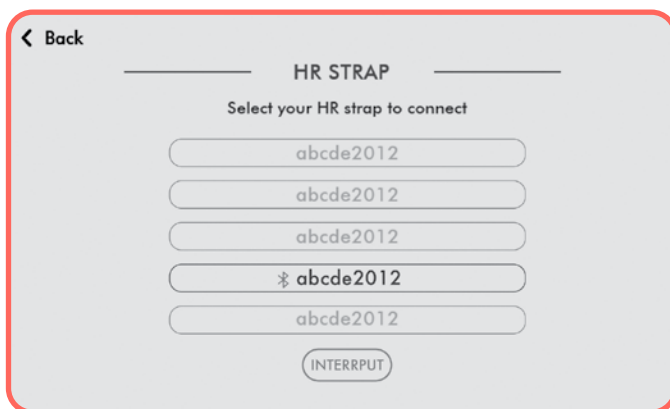 Back
HR STRAP
Select your HR strap to connect
abcde2012
abcde2012
abcde2012
abcde2012
abcde2012
INTERRPUT